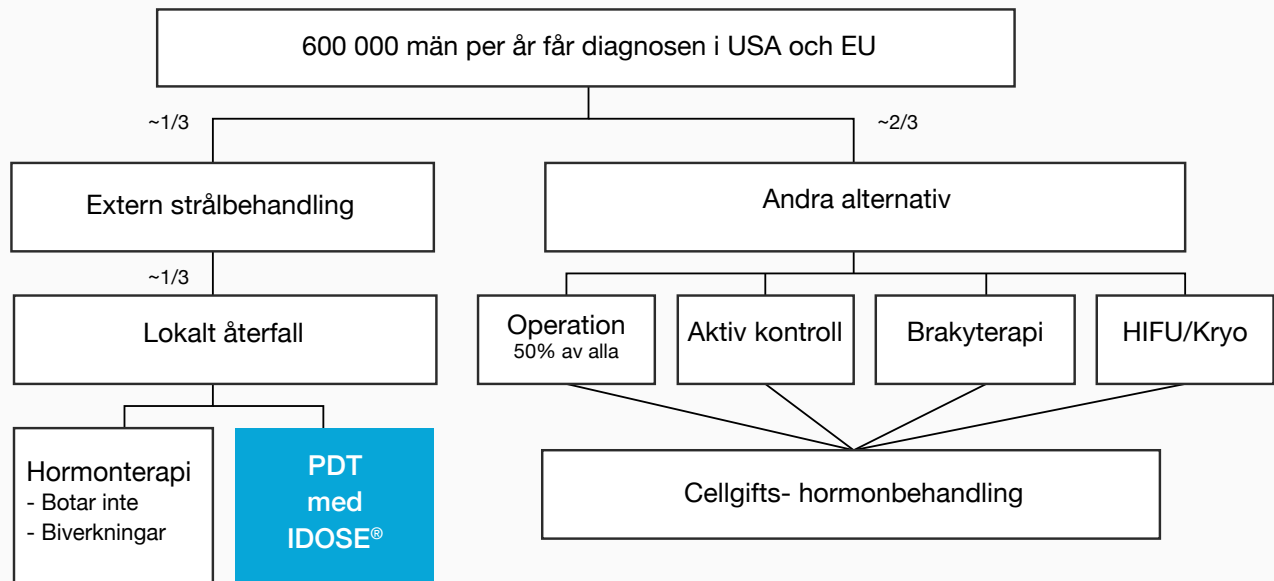 600 000 män per år får diagnosen i USA och EU
~1/3
~2/3
Extern strålbehandling
Andra alternativ
~1/3
Lokalt återfall
Operation
50% av alla
Aktiv kontroll
Brakyterapi
HIFU/Kryo
Hormonterapi
- Botar inte
- Biverkningar
PDT
med
IDOSE®
Cellgifts- hormonbehandling